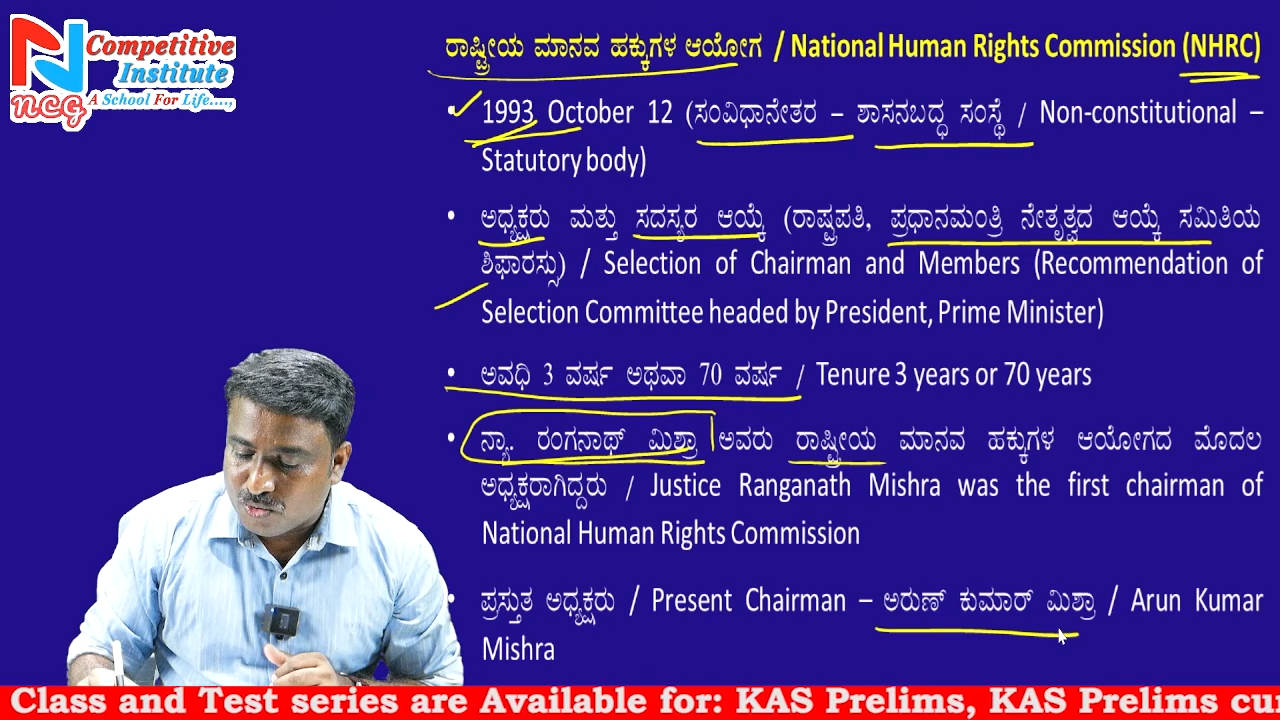 Competitive
Institute
NCG A School For Life....,
ರಾಷ್ಟ್ರೀಯ ಮಾನವ ಹಕ್ಕುಗಳ ಆಯೋಗ / National Human Rights Commission (NHRC)
1993 October 12 (ಸಂವಿಧಾನೇತರ – ಶಾಸನಬದ್ಧ ಸಂಸ್ಥೆ / Non-constitutional –
Statutory body)
• ಅಧ್ಯಕ್ಷರು ಮತ್ತು ಸದಸ್ಯರ ಆಯ್ಕೆ (ರಾಷ್ಟ್ರಪತಿ, ಪ್ರಧಾನಮಂತ್ರಿ ನೇತೃತ್ವದ ಆಯ್ಕೆ ಸಮಿತಿಯ
ಶಿಫಾರಸ್ಸು) / Selection of Chairman and Members (Recommendation of
Selection Committee headed by President, Prime Minister)
• ಅವಧಿ 3 ವರ್ಷ ಅಥವಾ 70 ವರ್ಷ / Tenure 3 years or 70 years
• ನ್ಯಾ. ರಂಗನಾಥ್ ಮಿಶ್ರಾ ಅವರು ರಾಷ್ಟ್ರೀಯ ಮಾನವ ಹಕ್ಕುಗಳ ಆಯೋಗದ ಮೊದಲ
ಅಧ್ಯಕ್ಷರಾಗಿದ್ದರು / Justice Ranganath Mishra was the first chairman of
National Human Rights Commission
• ಪ್ರಸ್ತುತ ಅಧ್ಯಕ್ಷರು / Present Chairman – ಅರುಣ್ ಕುಮಾರ್ ಮಿಶ್ರಾ / Arun Kumar
Mishra
Class and Test series are Available for: KAS Prelims, KAS Prelims cu